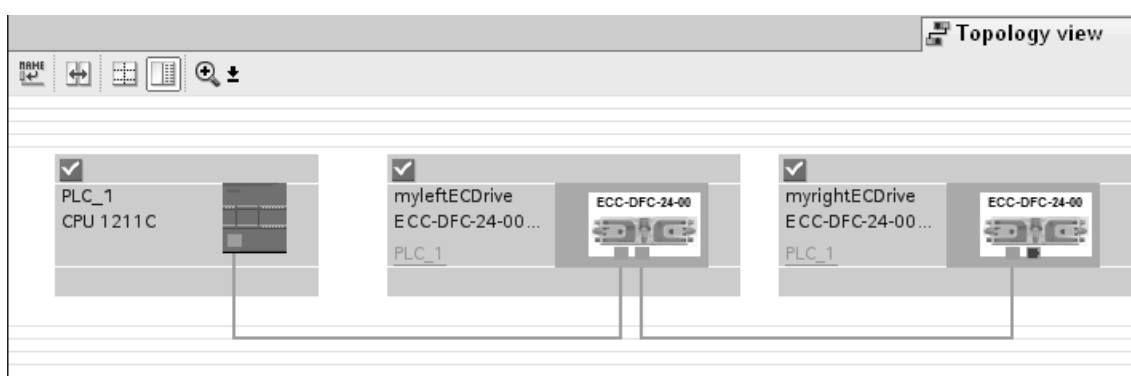 Topology view
NAME
PLC_1
CPU 1211C
myleftECDrive
ECC-DFC-24-00...
PLC_1
ECC-DFC-24-00
myrightECDrive
ECC-DFC-24-00...
PLC_1
ECC-DFC-24-00